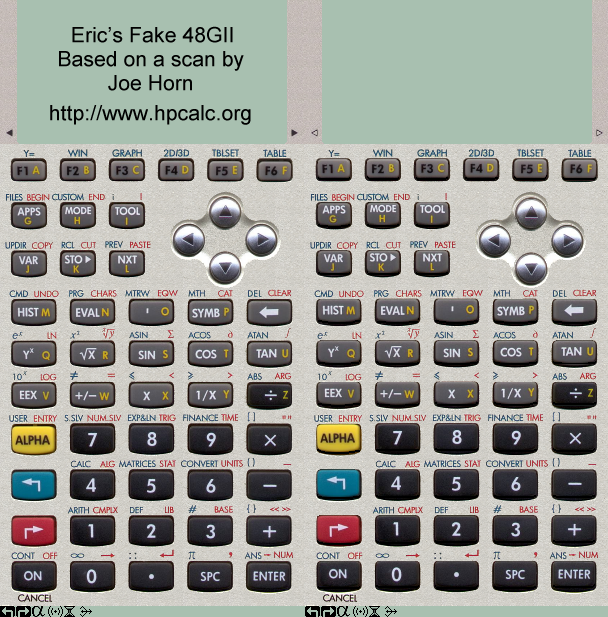 Eric's Fake 48GII
Based on a scan by
Joe Horn
http://www.hpcalc.org
Y= WIN GRAPH 2D/3D TBLSET TABLE Y= WIN GRAPH 2D/3D TBLSET TABLE
F1 A F2 B F3 C F4 D F5 E F6 F F1 A F2 B F3 C F4 D F5 E F6 F
FILES BEGIN CUSTOM END i I FILES BEGIN CUSTOM END i I
APPS MODE TOOL APPS MODE TOOL
G H I G H I
UPDIR COPY RCL CUT PREV PASTE UPDIR COPY RCL CUT PREV PASTE
VAR STO▶ NXT VAR STO▶ NXT
J K L J K L
CMD UNDO PRG CHARS MTRW EQW MTH CAT DEL CLEAR CMD UNDO PRG CHARS MTRW EQW MTH CAT DEL CLEAR
HIST M EVAL N ' O SYMB P ← HIST M EVAL N ' O SYMB P ←
eˣ LN x² ˣ√y ASIN Σ ACOS ∂ ATAN ∫ eˣ LN x² ˣ√y ASIN Σ ACOS ∂ ATAN ∫
Yˣ Q √X R SIN S COS T TAN U Yˣ Q √X R SIN S COS T TAN U
10ˣ LOG ≠ = ≤ < ≥ > ABS ARG 10ˣ LOG ≠ = ≤ < ≥ > ABS ARG
EEX V +/− W X X 1/X Y ÷ Z EEX V +/− W X X 1/X Y ÷ Z
USER ENTRY S.SLV NUM.SLV EXP&LN TRIG FINANCE TIME [ ] " " USER ENTRY S.SLV NUM.SLV EXP&LN TRIG FINANCE TIME [ ] " "
ALPHA 7 8 9 × ALPHA 7 8 9 ×
CALC ALG MATRICES STAT CONVERT UNITS ( ) _ CALC ALG MATRICES STAT CONVERT UNITS ( ) _
4 5 6 − 4 5 6 −
ARITH CMPLX DEF LIB # BASE { } « » ARITH CMPLX DEF LIB # BASE { } « »
1 2 3 + 1 2 3 +
CONT OFF ∞ → : : ↵ π , ANS → NUM CONT OFF ∞ → : : ↵ π , ANS → NUM
ON 0 . SPC ENTER ON 0 . SPC ENTER
CANCEL CANCEL
α α